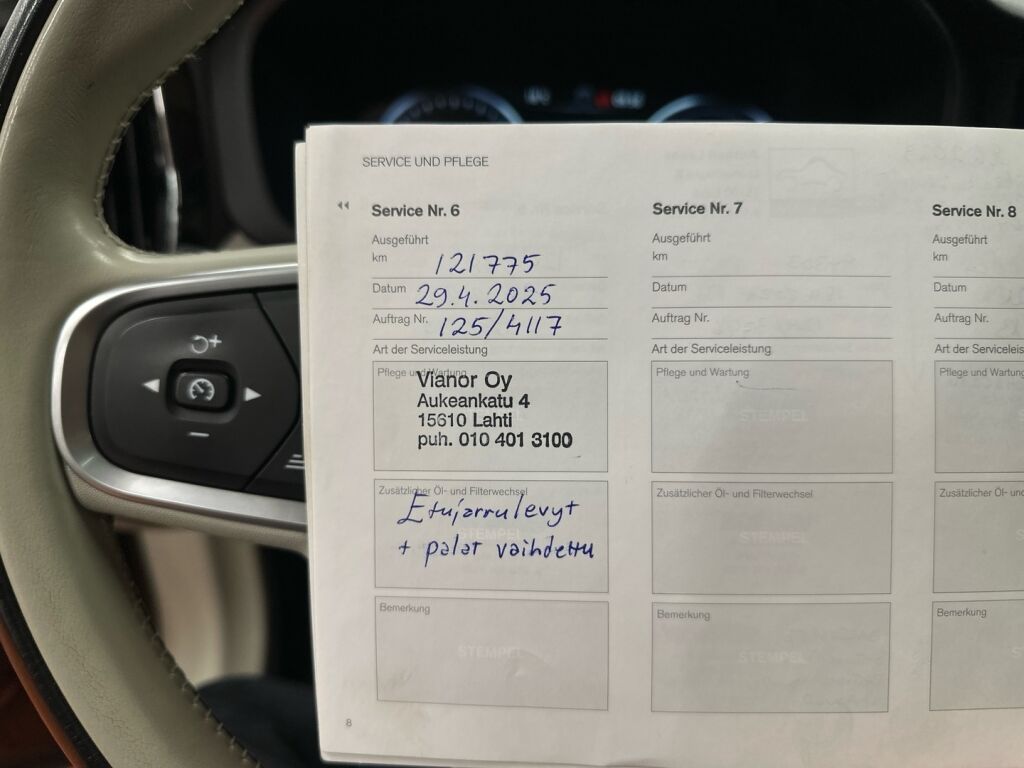 SERVICE UND PFLEGE
Service Nr. 6
Ausgeführt
km 121775
Datum 29.4.2025
Auftrag Nr. 125/4117
Art der Serviceleistung
Pflege und Wartung
Vianor Oy
Aukeankatu 4
15610 Lahti
puh. 010 401 3100
Zusätzlicher Öl- und Filterwechsel
Etujarrulevyt
+ palat vaihdettu
STEMPEL
Bemerkung
STEMPEL
8
Service Nr. 7
Ausgeführt
km
Datum
Auftrag Nr.
Art der Serviceleistung
Pflege und Wartung
STEMPEL
Zusätzlicher Öl- und Filterwechsel
STEMPEL
Bemerkung
STEMPEL
Service Nr. 8
Ausgeführt
km
Datum
Auftrag Nr.
Art der Serviceleis
Pflege und Wartung
Zusätzlicher Öl- und
Bemerkung